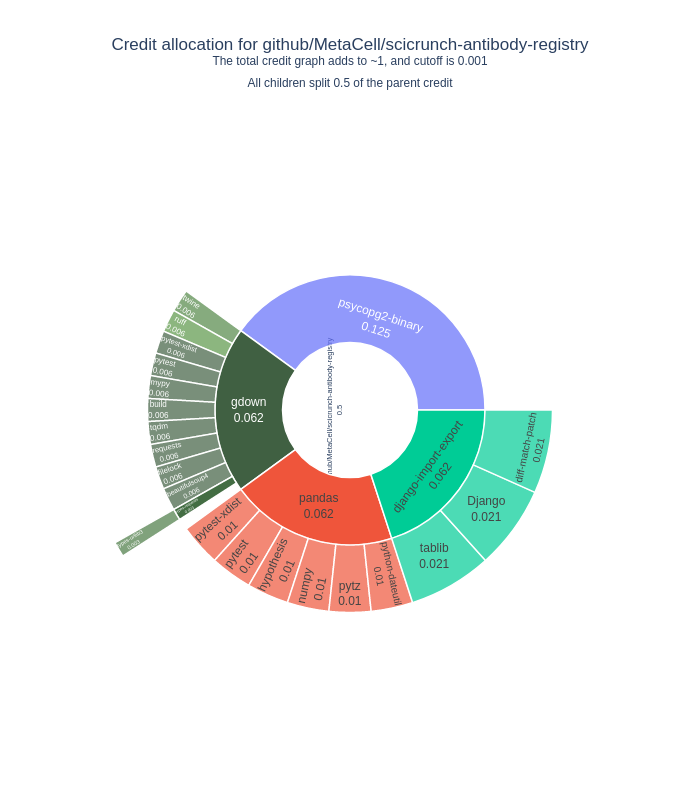 Credit allocation for github/MetaCell/scicrunch-antibody-registry
The total credit graph adds to ~1, and cutoff is 0.001
All children split 0.5 of the parent credit
psycopg2-binary
0.125
hub/MetaCell/scicrunch-antibody-registry
0.5
django-import-export
0.062
diff-match-patch
0.021
Django
0.021
tablib
0.021
pandas
0.062
python-dateutil
0.01
pytz
0.01
numpy
0.01
hypothesis
0.01
pytest
0.01
pytest-xdist
0.01
gdown
0.062
twine
0.006
ruff
0.006
pytest-xdist
0.006
pytest
0.006
mypy
0.006
build
0.006
tqdm
0.006
requests
0.006
filelock
0.006
beautifulsoup4
0.006
0.003